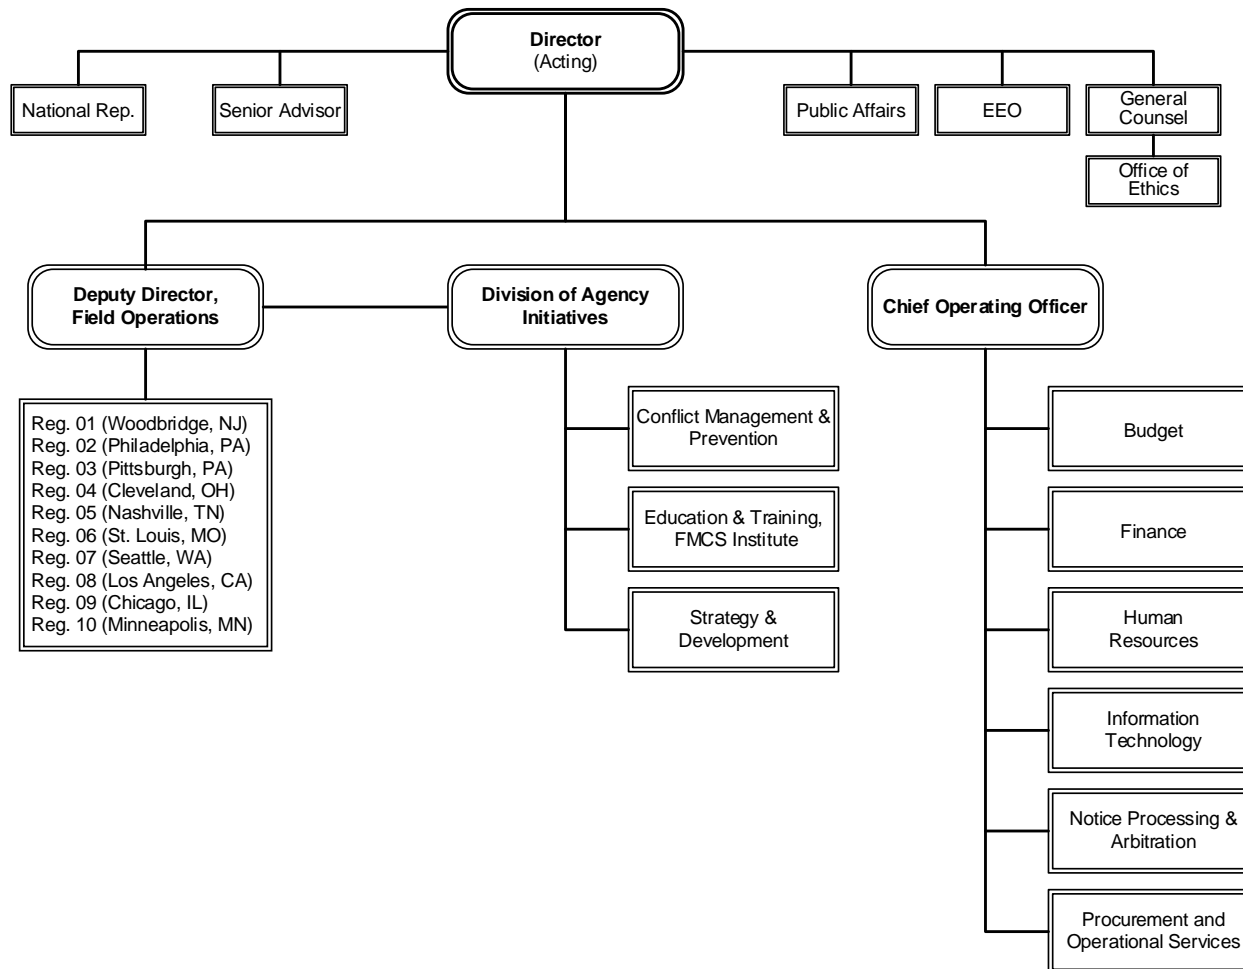 Director
(Acting)
National Rep.
Senior Advisor
Public Affairs
EEO
General
Counsel
Office of
Ethics
Deputy Director,
Field Operations
Division of Agency
Initiatives
Chief Operating Officer
Reg. 01 (Woodbridge, NJ)
Reg. 02 (Philadelphia, PA)
Reg. 03 (Pittsburgh, PA)
Reg. 04 (Cleveland, OH)
Reg. 05 (Nashville, TN)
Reg. 06 (St. Louis, MO)
Reg. 07 (Seattle, WA)
Reg. 08 (Los Angeles, CA)
Reg. 09 (Chicago, IL)
Reg. 10 (Minneapolis, MN)
Conflict Management &
Prevention
Education & Training,
FMCS Institute
Strategy &
Development
Budget
Finance
Human
Resources
Information
Technology
Notice Processing &
Arbitration
Procurement and
Operational Services